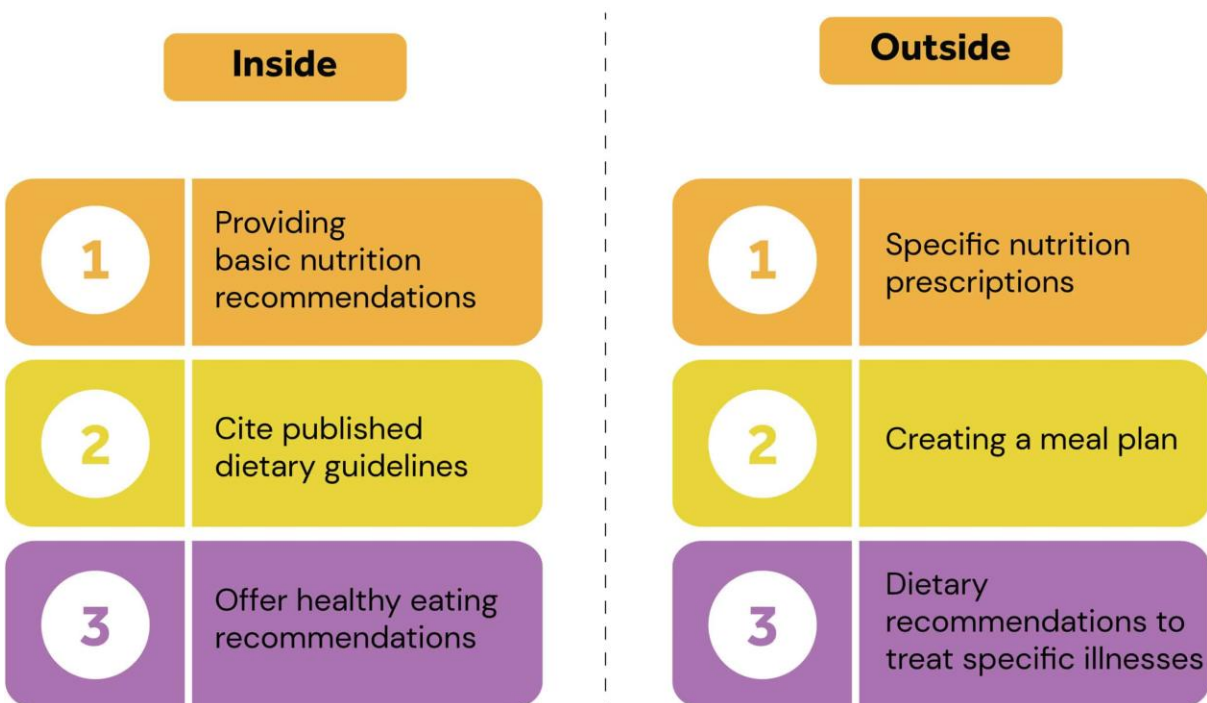 Inside
1
Providing
basic nutrition
recommendations
2
Cite published
dietary guidelines
3
Offer healthy eating
recommendations
Outside
1
Specific nutrition
prescriptions
2
Creating a meal plan
3
Dietary
recommendations to
treat specific illnesses